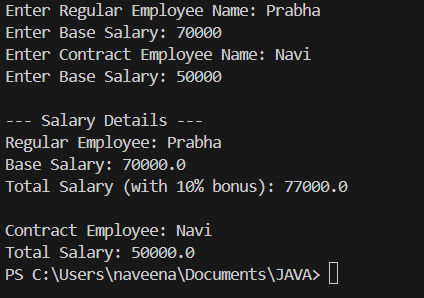 Enter Regular Employee Name: Prabha
Enter Base Salary: 70000
Enter Contract Employee Name: Navi
Enter Base Salary: 50000
--- Salary Details ---
Regular Employee: Prabha
Base Salary: 70000.0
Total Salary (with 10% bonus): 77000.0
Contract Employee: Navi
Total Salary: 50000.0
PS C:\Users\naveena\Documents\JAVA>